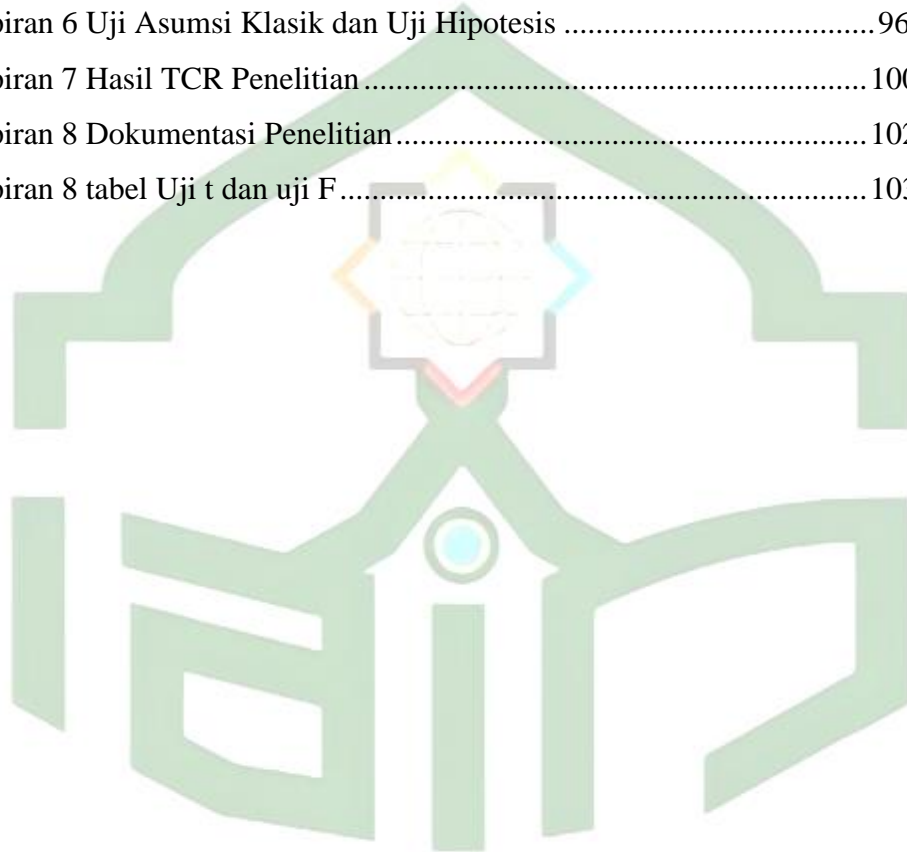 piran 6 Uji Asumsi Klasik dan Uji Hipotesis ....................................96
piran 7 Hasil TCR Penelitian ..........................................................100
piran 8 Dokumentasi Penelitian ......................................................102
piran 8 tabel Uji t dan uji F .............................................................103
iain